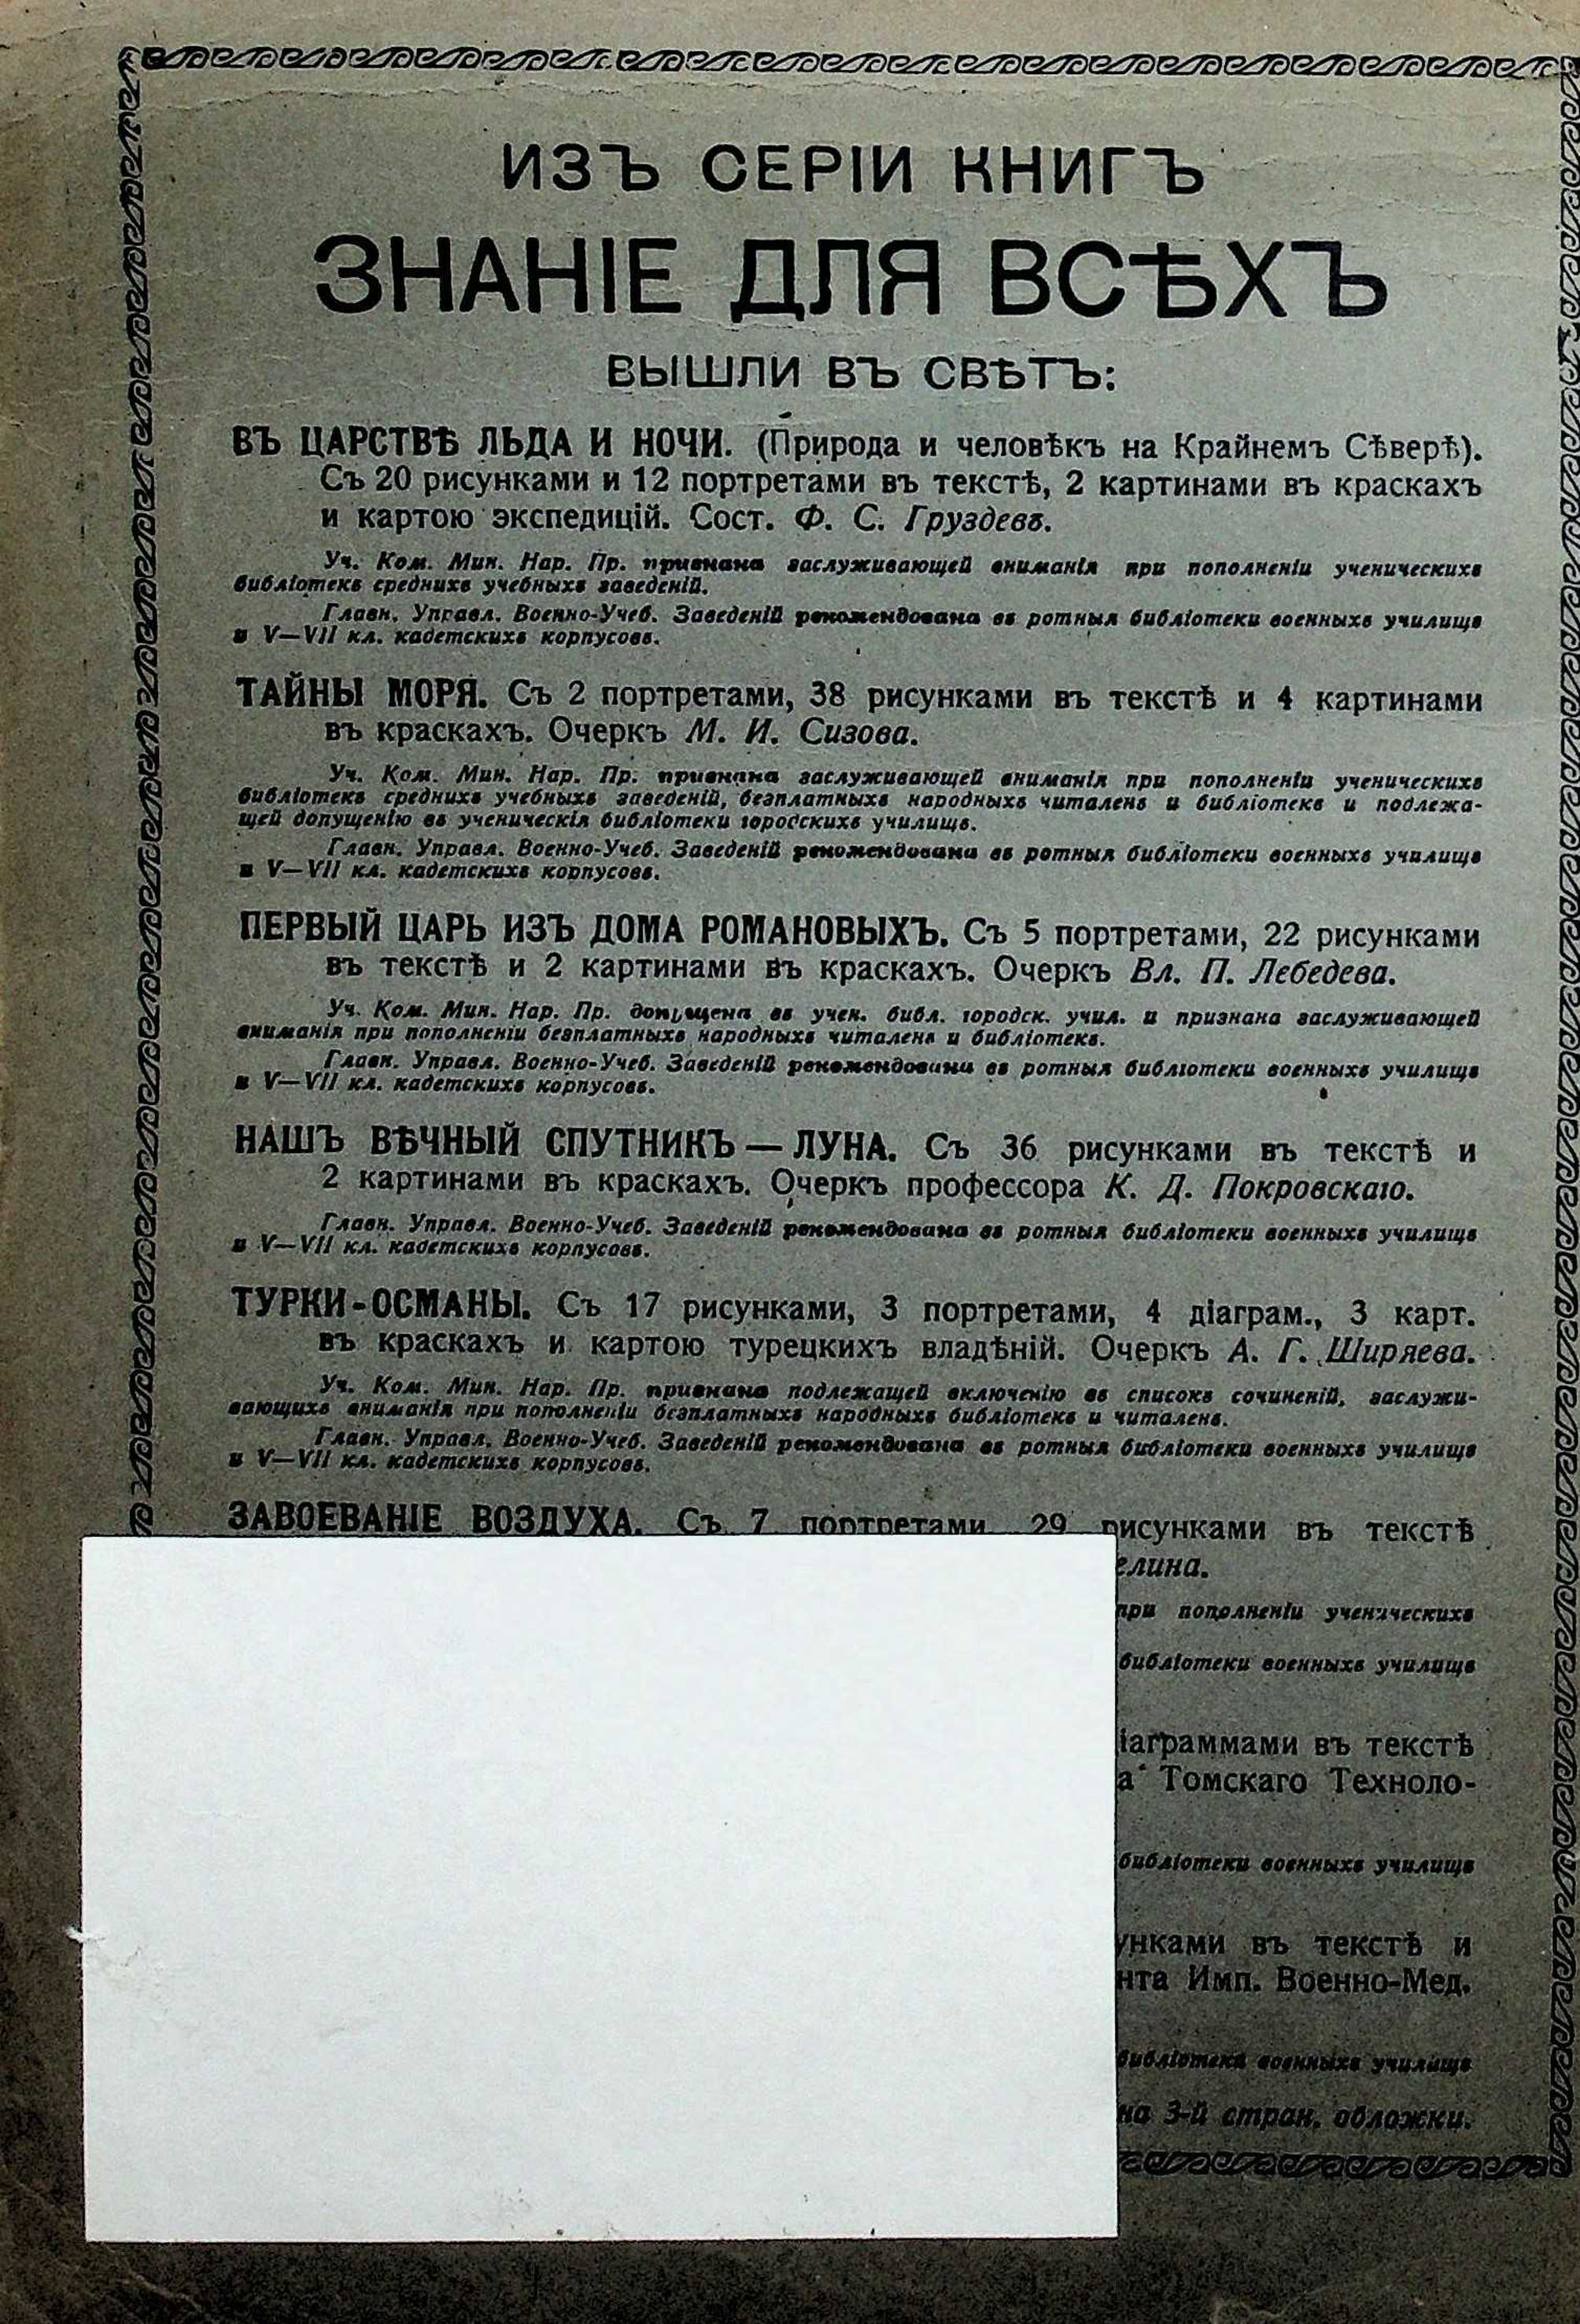 ИЗЪ СЕРІИ КНИГЪ
ЗНАНІЕ ДЛЯ ВСѢХЪ
ВЫШЛИ ВЪ СВѢТЪ:
ВЪ ЦАРСТВѢ ЛЬДА И НОЧИ. (Природа и человѣкъ на Крайнемъ Сѣверѣ).
Съ 20 рисунками и 12 портретами въ текстѣ, 2 картинами въ краскахъ
и картою экспедицій. Сост. Ф. С. Груздевъ.
Уч. Ком. Мин. Нар. Пр. признана заслуживающей вниманія при пополненіи ученическихъ
библіотекъ среднихъ учебныхъ заведеній.
Главн. Управл. Военно-Учеб. Заведеній рекомендована въ ротныя библіотеки военныхъ училищъ
и V—VII кл. кадетскихъ корпусовъ.
ТАЙНЫ МОРЯ. Съ 2 портретами, 38 рисунками въ текстѣ и 4 картинами
въ краскахъ. Очеркъ М. И. Сизова.
Уч. Ком. Мин. Нар. Пр. признана заслуживающей вниманія при пополненіи ученическихъ
библіотекъ среднихъ учебныхъ заведеній, безплатныхъ народныхъ читаленъ и библіотекъ и подлежа-
щей допущенію въ ученическія библіотеки городскихъ училищъ.
Главн. Управл. Военно-Учеб. Заведеній рекомендована въ ротныя библіотеки военныхъ училищъ
и V—VII кл. кадетскихъ корпусовъ.
ПЕРВЫЙ ЦАРЬ ИЗЪ ДОМА РОМАНОВЫХЪ. Съ 5 портретами, 22 рисунками
въ текстѣ и 2 картинами въ краскахъ. Очеркъ Вл. П. Лебедева.
Уч. Ком. Мин. Нар. Пр. допущена въ учен. библ. городск. учил. и признана заслуживающей
вниманія при пополненіи безплатныхъ народныхъ читаленъ и библіотекъ.
Главн. Управл. Военно-Учеб. Заведеній рекомендована въ ротныя библіотеки военныхъ училищъ
и V—VII кл. кадетскихъ корпусовъ.
НАШЪ ВѢЧНЫЙ СПУТНИКЪ — ЛУНА. Съ 36 рисунками въ текстѣ и
2 картинами въ краскахъ. Очеркъ профессора К. Д. Покровскаго.
Главн. Управл. Военно-Учеб. Заведеній рекомендована въ ротныя библіотеки военныхъ училищъ
и V—VII кл. кадетскихъ корпусовъ.
ТУРКИ-ОСМАНЫ. Съ 17 рисунками, 3 портретами, 4 діаграм., 3 карт.
въ краскахъ и картою турецкихъ владѣній. Очеркъ А. Г. Ширяева.
Уч. Ком. Мин. Нар. Пр. признана подлежащей включенію въ списокъ сочиненій, заслужи-
вающихъ вниманія при пополненіи безплатныхъ народныхъ библіотекъ и читаленъ.
Главн. Управл. Военно-Учеб. Заведеній рекомендована въ ротныя библіотеки военныхъ училищъ
и V—VII кл. кадетскихъ корпусовъ.
ЗАВОЕВАНІЕ ВОЗДУХА. Съ 7 портретами, 29 рисунками въ текстѣ
елина.
при пополненіи ученическихъ
библіотеки военныхъ училищъ
іаграммами въ текстѣ
а Томскаго Техноло-
библіотеки военныхъ училищъ
унками въ текстѣ и
нта Имп. Военно-Мед.
библіотеки военныхъ училищъ
на 3-й стран. обложки.